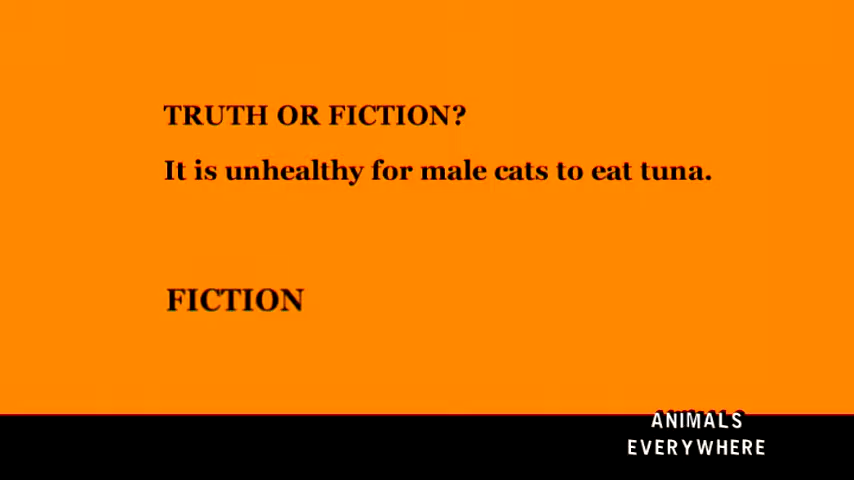 TRUTH OR FICTION?
It is unhealthy for male cats to eat tuna.
FICTION
ANIMALS
EVERYWHERE